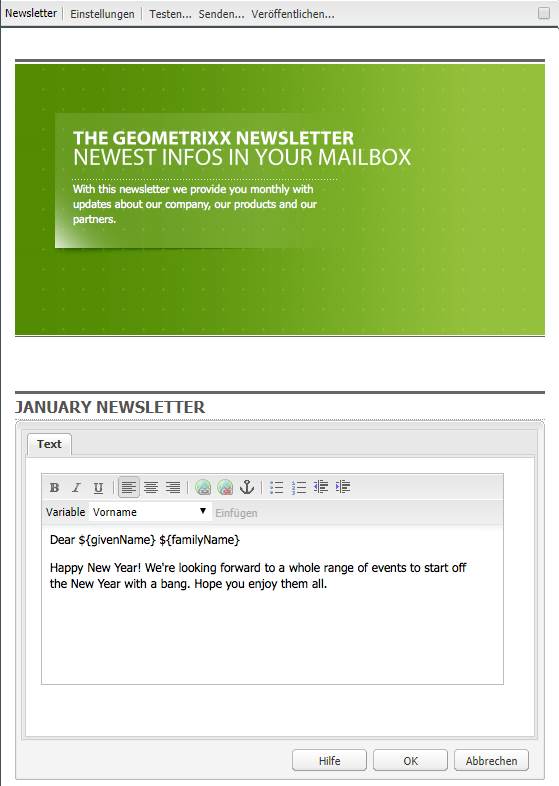 Newsletter Einstellungen Testen... Senden... Veröffentlichen...
THE GEOMETRIXX NEWSLETTER
NEWEST INFOS IN YOUR MAILBOX
With this newsletter we provide you monthly with
updates about our company, our products and our
partners.
JANUARY NEWSLETTER
Text
B I U
Variable Vorname Einfügen
Dear ${givenName} ${familyName}
Happy New Year! We're looking forward to a whole range of events to start off
the New Year with a bang. Hope you enjoy them all.
Hilfe OK Abbrechen